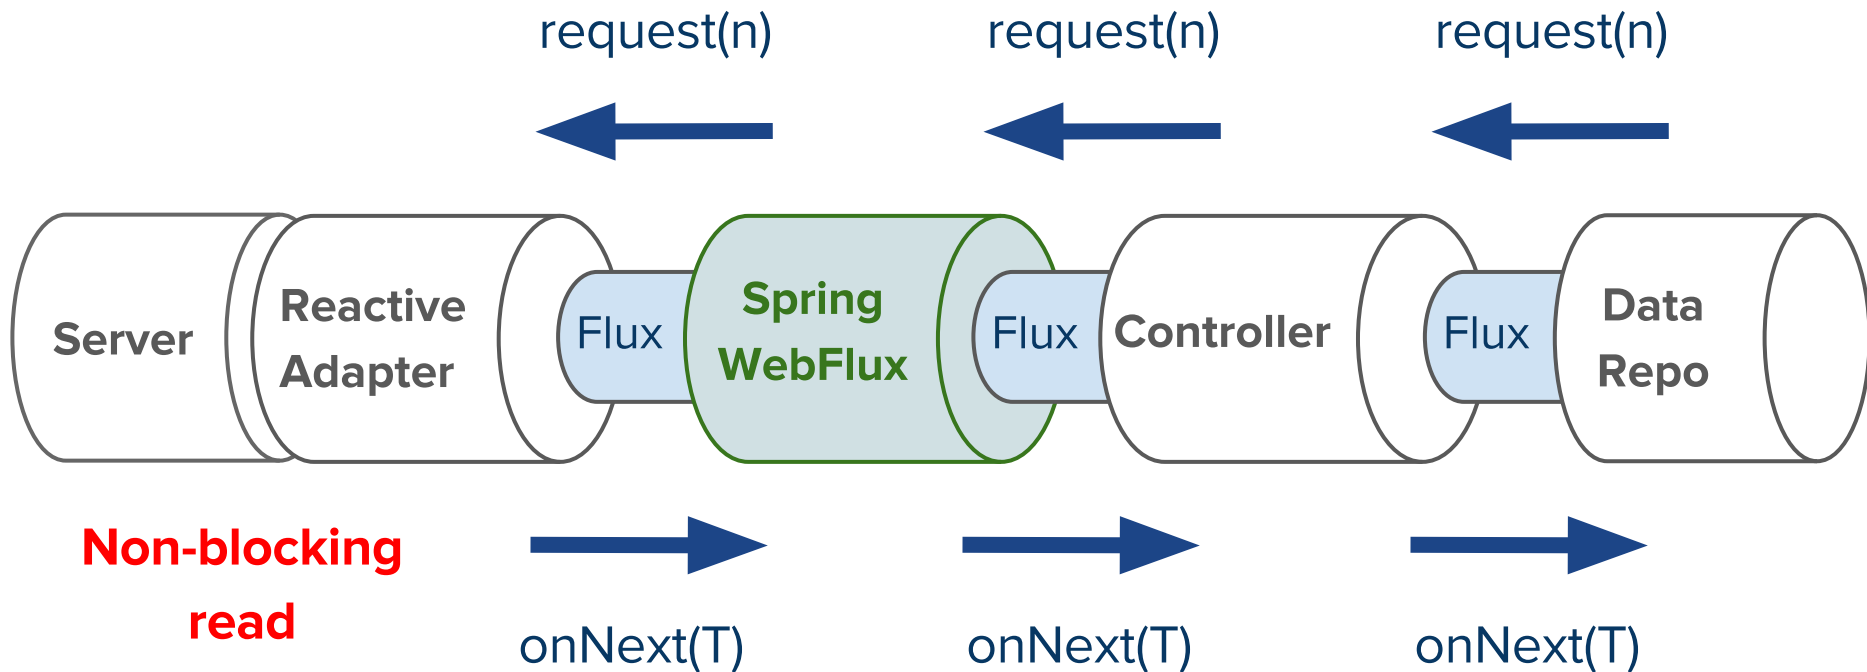 request(n)
request(n)
request(n)
Server
Reactive
Adapter
Flux
Spring
WebFlux
Flux
Controller
Flux
Data
Repo
Non-blocking
read
onNext(T)
onNext(T)
onNext(T)